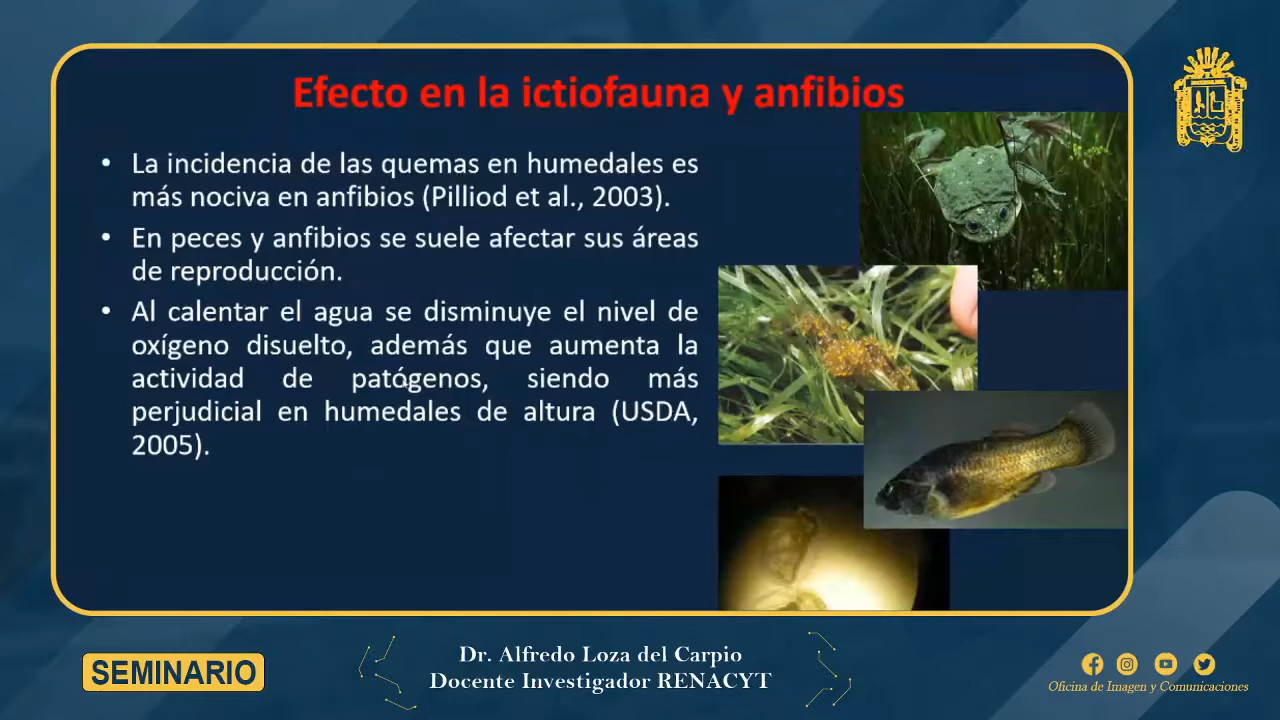 Efecto en la ictiofauna y anfibios
• La incidencia de las quemas en humedales es
más nociva en anfibios (Pilliod et al., 2003).
• En peces y anfibios se suele afectar sus áreas
de reproducción.
• Al calentar el agua se disminuye el nivel de
oxígeno disuelto, además que aumenta la
actividad de patógenos, siendo más
perjudicial en humedales de altura (USDA,
2005).
SEMINARIO
Dr. Alfredo Loza del Carpio
Docente Investigador RENACYT
Oficina de Imagen y Comunicaciones